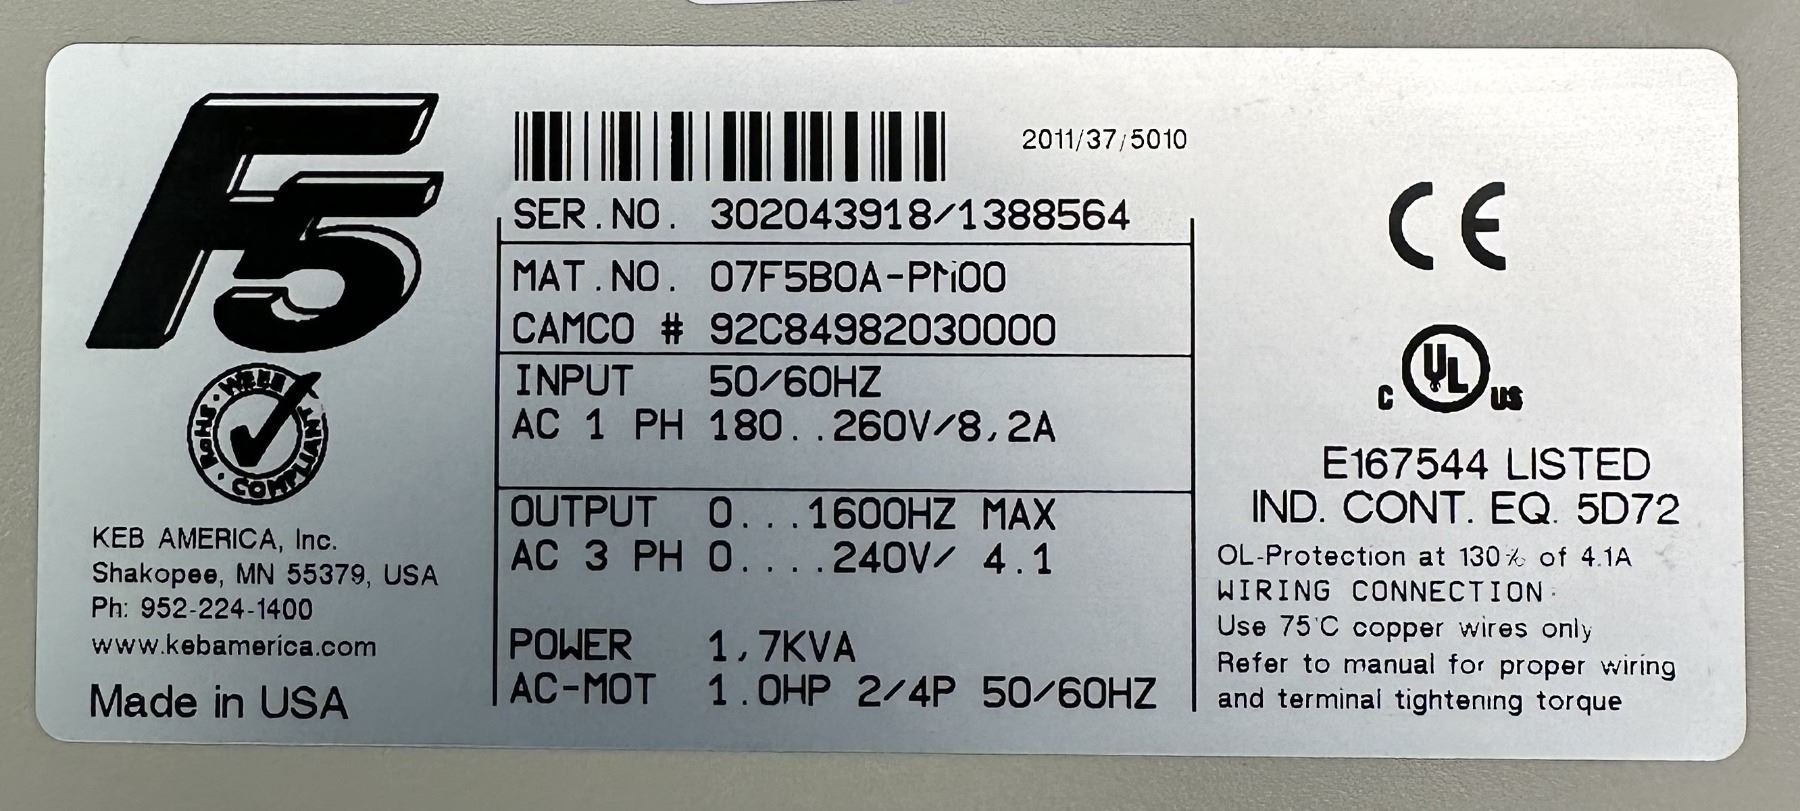 F5
2011/37/5010
SER.NO. 302043918/1388564
MAT.NO. 07F5B0A-PM00
CAMCO # 92C84982030000
INPUT 50/60HZ
AC 1 PH 180..260V/8,2A
OUTPUT 0...1600HZ MAX
AC 3 PH 0....240V/ 4.1
POWER 1,7KVA
AC-MOT 1.0HP 2/4P 50/60HZ
RoHS · WEEE
· COMPLIANT
KEB AMERICA, Inc.
Shakopee, MN 55379, USA
Ph: 952-224-1400
www.kebamerica.com
Made in USA
CE
C UL US
E167544 LISTED
IND. CONT. EQ. 5D72
OL-Protection at 130% of 4.1A
WIRING CONNECTION:
Use 75°C copper wires only
Refer to manual for proper wiring
and terminal tightening torque